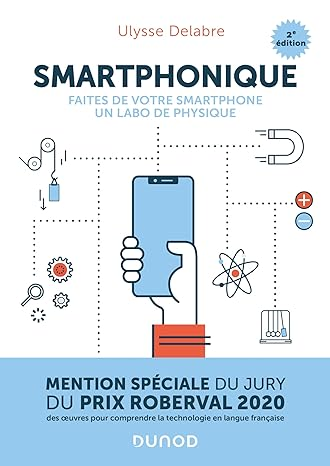 Ulysse Delabre
2e
édition
SMARTPHONIQUE
FAITES DE VOTRE SMARTPHONE
UN LABO DE PHYSIQUE
MENTION SPÉCIALE DU JURY
DU PRIX ROBERVAL 2020
des œuvres pour comprendre la technologie en langue française
DUNOD